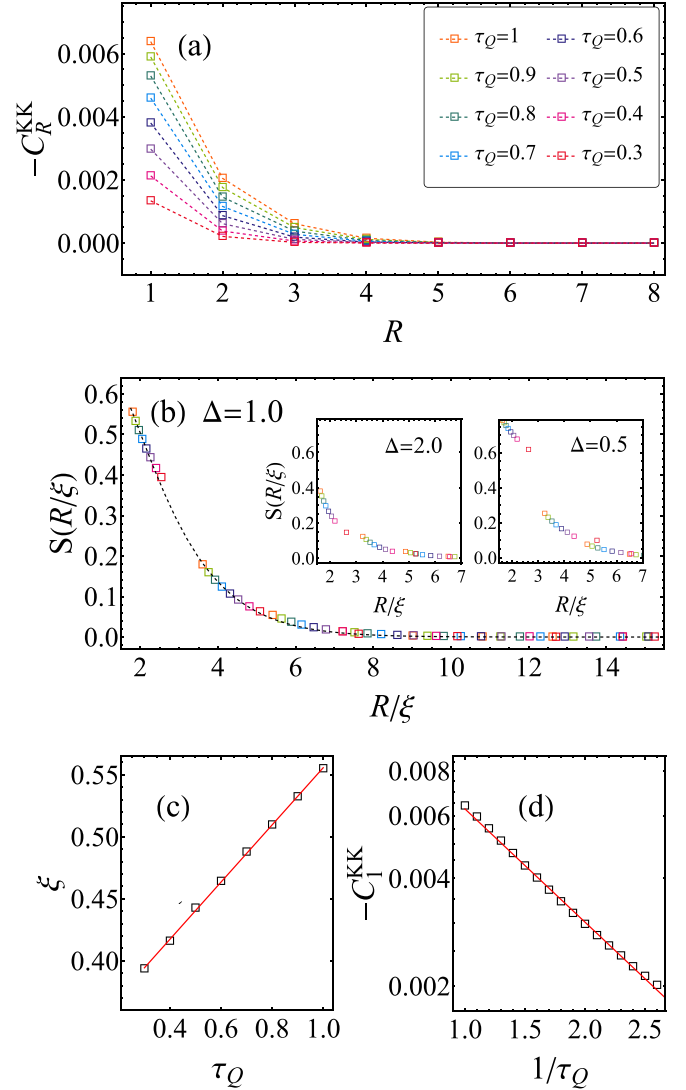 (a)
τ_Q=1 τ_Q=0.6
τ_Q=0.9 τ_Q=0.5
τ_Q=0.8 τ_Q=0.4
τ_Q=0.7 τ_Q=0.3
−C_R^KK
0.006
0.004
0.002
0.000
1 2 3 4 5 6 7 8
R
(b) Δ=1.0
S(R/ξ)
0.6
0.5
0.4
0.3
0.2
0.1
0.0
2 4 6 8 10 12 14
R/ξ
Δ=2.0
S(R/ξ)
0.4
0.2
0.0
2 3 4 5 6 7
R/ξ
Δ=0.5
0.6
0.4
0.2
0.0
2 3 4 5 6 7
R/ξ
(c)
ξ
0.55
0.50
0.45
0.40
0.4 0.6 0.8 1.0
τ_Q
(d)
−C_1^KK
0.008
0.006
0.004
0.002
1.0 1.5 2.0 2.5
1/τ_Q